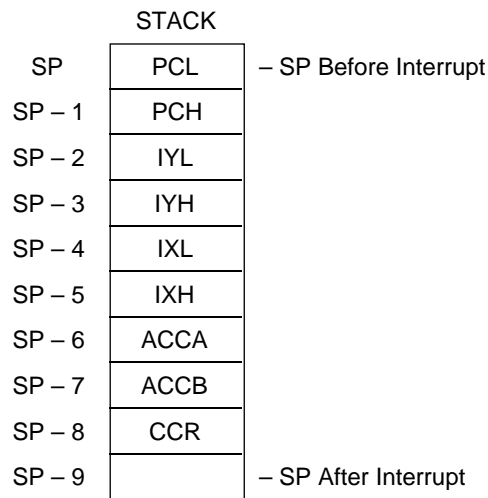 STACK
SP PCL – SP Before Interrupt
SP – 1 PCH
SP – 2 IYL
SP – 3 IYH
SP – 4 IXL
SP – 5 IXH
SP – 6 ACCA
SP – 7 ACCB
SP – 8 CCR
SP – 9 – SP After Interrupt